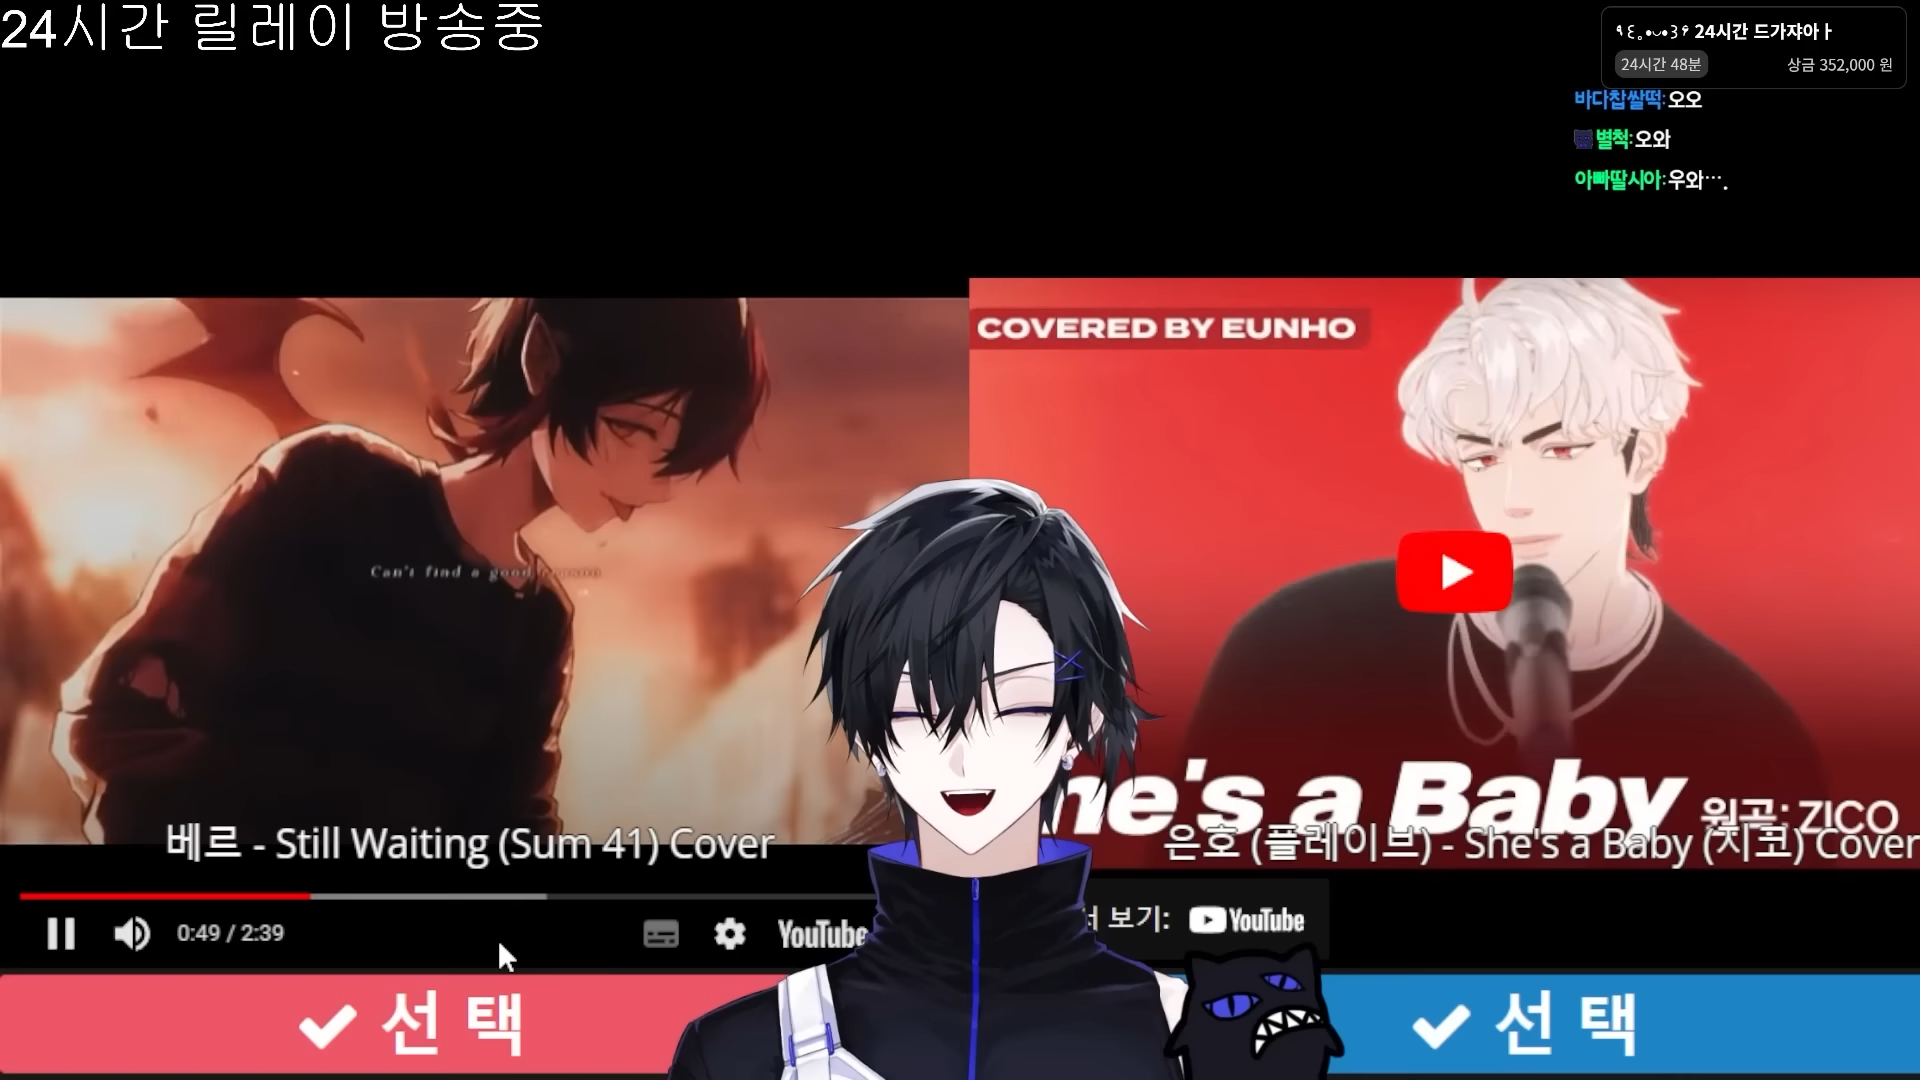 24시간 릴레이 방송중
24시간 드가쟈아ㅏ
24시간 48분
상금 352,000 원
바다찹쌀떡:오오
별척:오와
아빠딸시아:우와….
COVERED BY EUNHO
Can't find a good reason
he's a Baby
원곡: ZICO
베르 - Still Waiting (Sum 41) Cover
은호 (플레이브) - She's a Baby (지코) Cover
0:49 / 2:39
YouTube
보기: YouTube
선택
선택